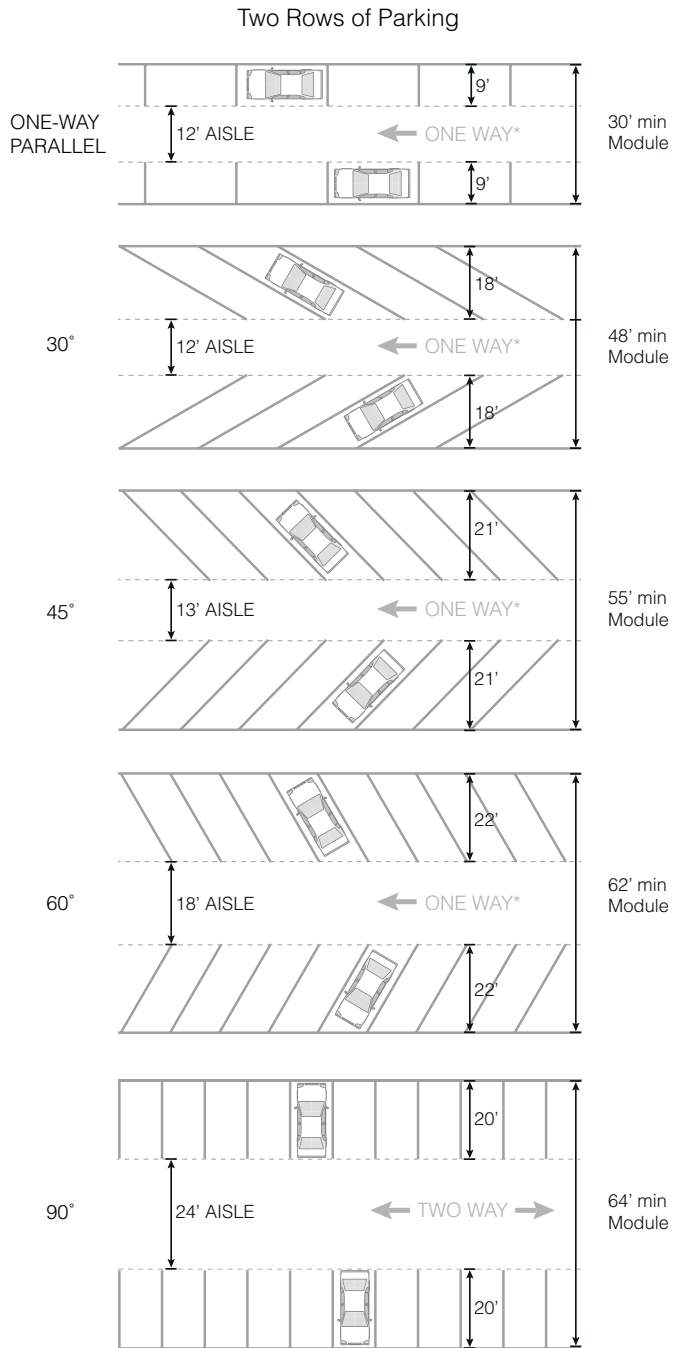 Two Rows of Parking
9’
ONE-WAY
PARALLEL
12’ AISLE
ONE WAY*
30’ min
Module
9’
18’
30°
12’ AISLE
ONE WAY*
48’ min
Module
18’
21’
45°
13’ AISLE
ONE WAY*
55’ min
Module
21’
22’
60°
18’ AISLE
ONE WAY*
62’ min
Module
22’
20’
90°
24’ AISLE
TWO WAY
64’ min
Module
20’